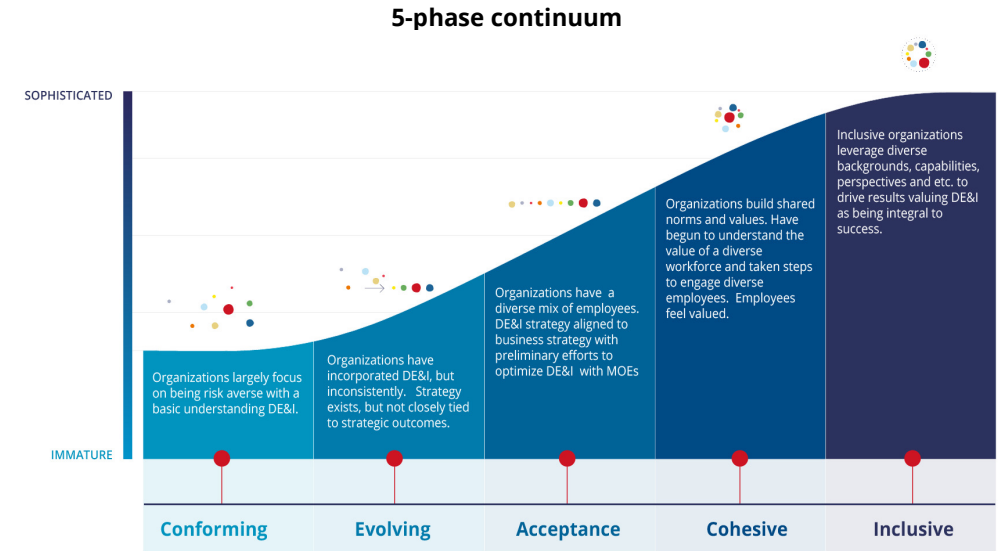 5-phase continuum
SOPHISTICATED
IMMATURE
Organizations largely focus
on being risk averse with a
basic understanding DE&I.
Organizations have
incorporated DE&I, but
inconsistently. Strategy
exists, but not closely tied
to strategic outcomes.
Organizations have a
diverse mix of employees.
DE&I strategy aligned to
business strategy with
preliminary efforts to
optimize DE&I with MOEs
Organizations build shared
norms and values. Have
begun to understand the
value of a diverse
workforce and taken steps
to engage diverse
employees. Employees
feel valued.
Inclusive organizations
leverage diverse
backgrounds, capabilities,
perspectives and etc. to
drive results valuing DE&I
as being integral to
success.
Conforming
Evolving
Acceptance
Cohesive
Inclusive